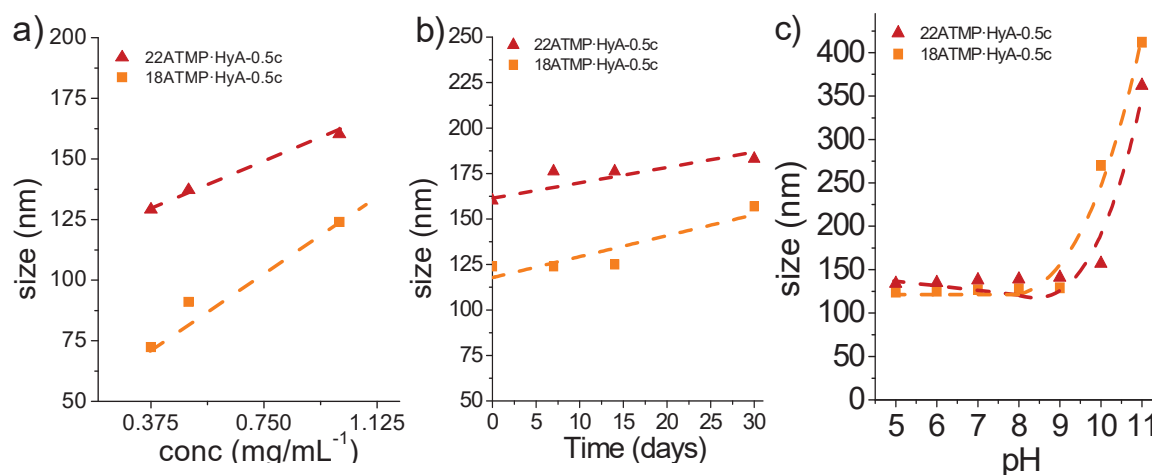 a)
200
175
150
125
100
75
50
size (nm)
22ATMP·HyA-0.5c
18ATMP·HyA-0.5c
0.375 0.750 1.125
conc (mg/mL⁻¹)
b)
250
225
200
175
150
125
100
75
50
size (nm)
22ATMP·HyA-0.5c
18ATMP·HyA-0.5c
0 5 10 15 20 25 30
Time (days)
c)
400
350
300
250
200
150
100
50
0
size (nm)
22ATMP·HyA-0.5c
18ATMP·HyA-0.5c
5 6 7 8 9 10 11
pH